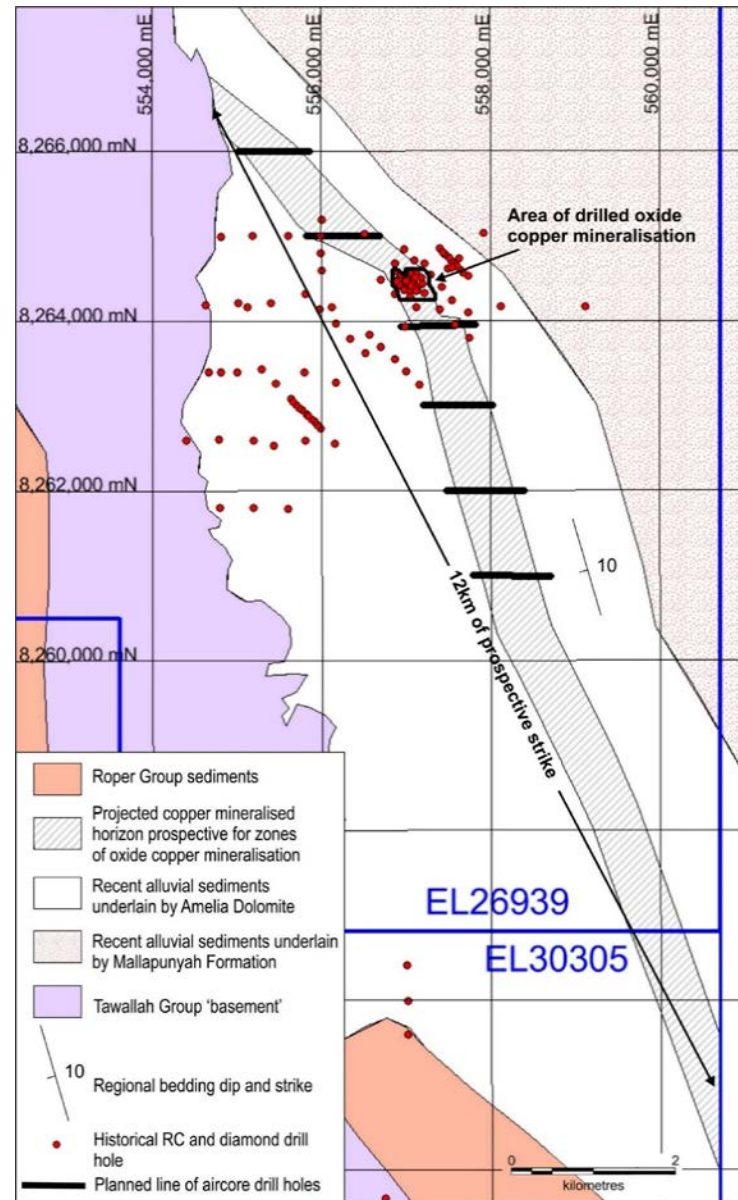 554,000 mE
556,000 mE
558,000 mE
560,000 mE
8,266,000 mN
Area of drilled oxide
copper mineralisation
8,264,000 mN
8,262,000 mN
10
12km of prospective strike
8,260,000 mN
Roper Group sediments
Projected copper mineralised
horizon prospective for zones
of oxide copper mineralisation
Recent alluvial sediments
underlain by Amelia Dolomite
Recent alluvial sediments underlain
by Mallapunyah Formation
Tawallah Group ‘basement’
10
Regional bedding dip and strike
Historical RC and diamond drill
hole
Planned line of aircore drill holes
EL26939
EL30305
0 2
kilometres